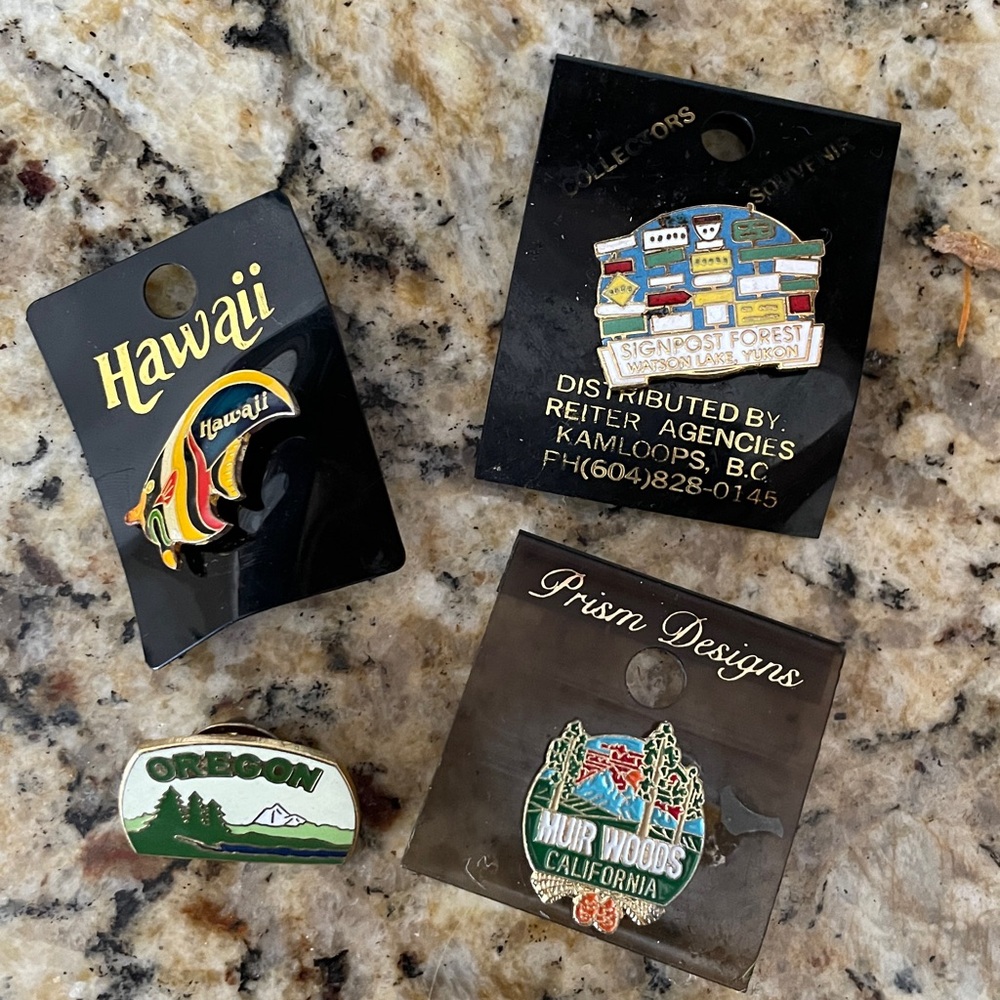 Hawaii
Hawaii
COLLECTORS SOUVENIR
SIGNPOST FOREST
WATSON LAKE, YUKON
DISTRIBUTED BY.
REITER AGENCIES
KAMLOOPS, B.C.
PH(604)828-0145
OREGON
Prism Designs
MUIR WOODS
CALIFORNIA